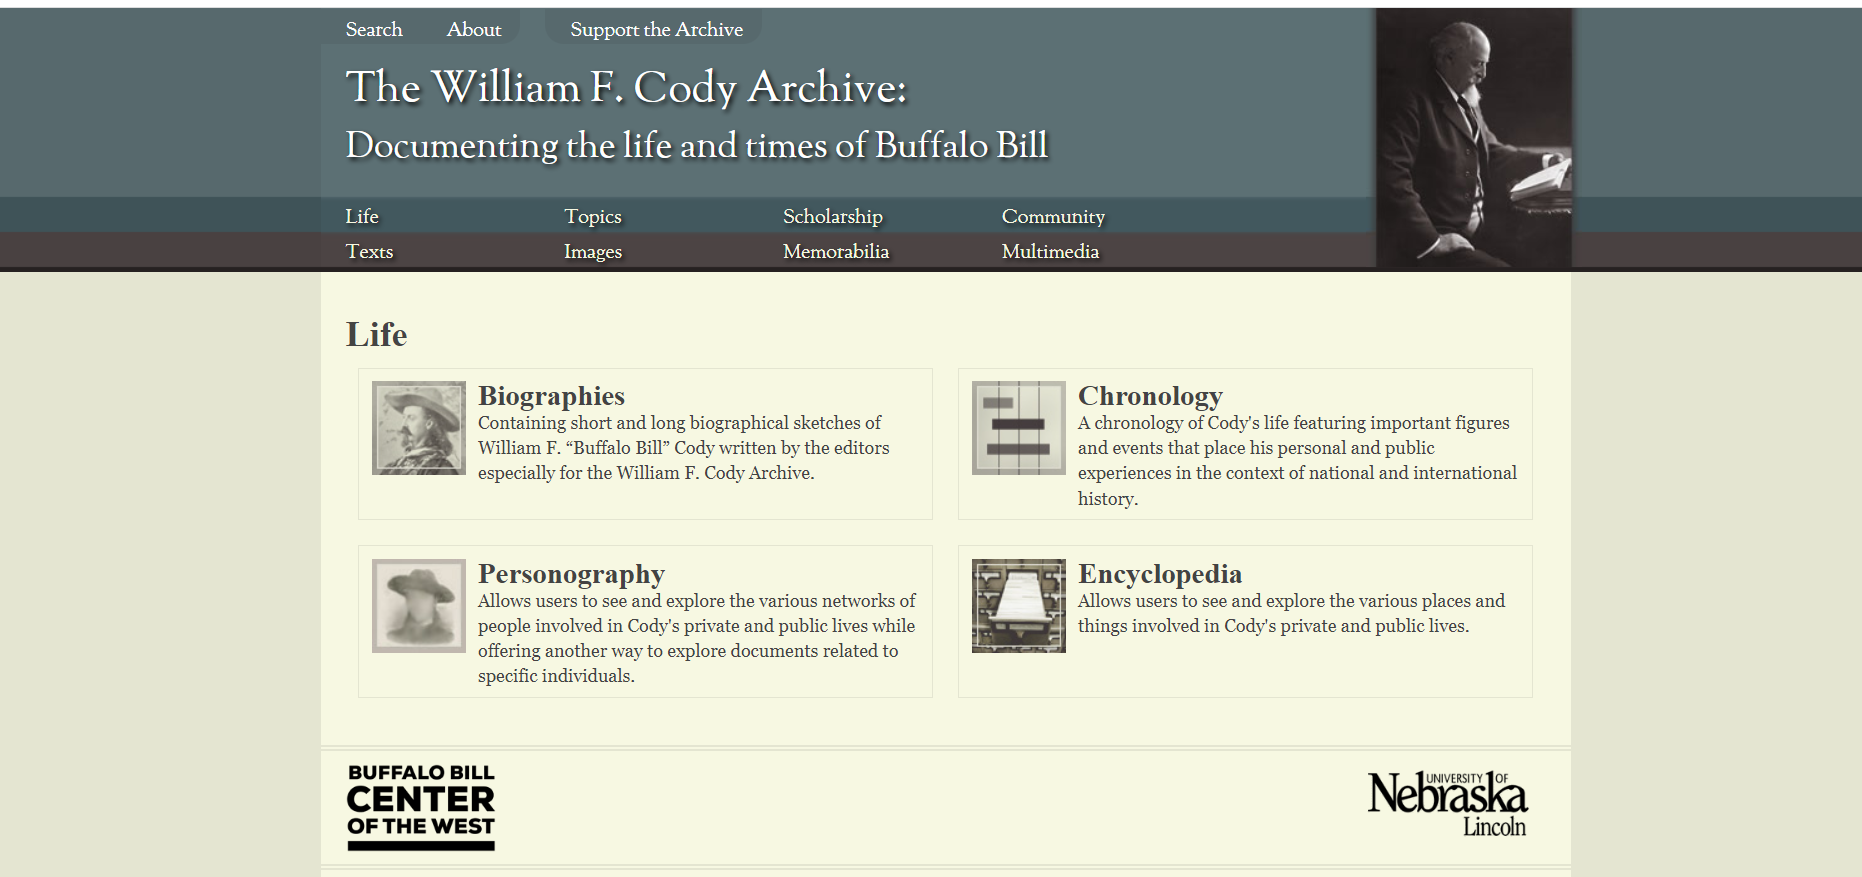 Search About Support the Archive
The William F. Cody Archive:
Documenting the life and times of Buffalo Bill
Life Topics Scholarship Community
Texts Images Memorabilia Multimedia
Life
Biographies
Containing short and long biographical sketches of
William F. “Buffalo Bill” Cody written by the editors
especially for the William F. Cody Archive.
Chronology
A chronology of Cody's life featuring important figures
and events that place his personal and public
experiences in the context of national and international
history.
Personography
Allows users to see and explore the various networks of
people involved in Cody's private and public lives while
offering another way to explore documents related to
specific individuals.
Encyclopedia
Allows users to see and explore the various places and
things involved in Cody's private and public lives.
BUFFALO BILL
CENTER
OF THE WEST
UNIVERSITY OF
Nebraska
Lincoln